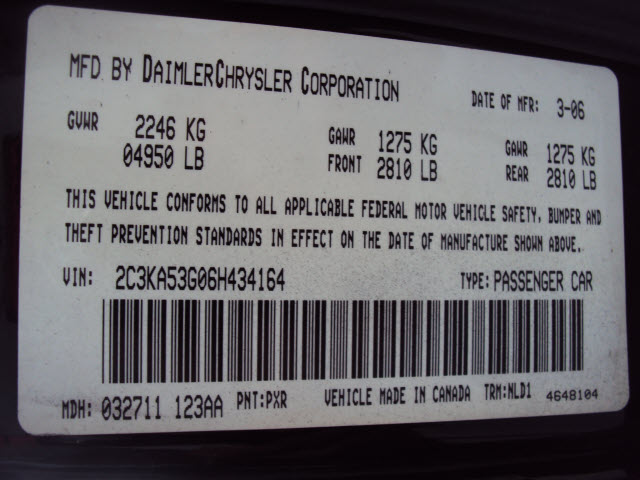 MFD BY DAIMLERCHRYSLER CORPORATION DATE OF MFR: 3-06
GVWR 2246 KG GAWR 1275 KG GAWR 1275 KG
04950 LB FRONT 2810 LB REAR 2810 LB
THIS VEHICLE CONFORMS TO ALL APPLICABLE FEDERAL MOTOR VEHICLE SAFETY, BUMPER AND
THEFT PREVENTION STANDARDS IN EFFECT ON THE DATE OF MANUFACTURE SHOWN ABOVE.
VIN: 2C3KA53G06H434164 TYPE: PASSENGER CAR
MDH: 032711 123AA PNT:PXR VEHICLE MADE IN CANADA TRM:NLD1 4648104